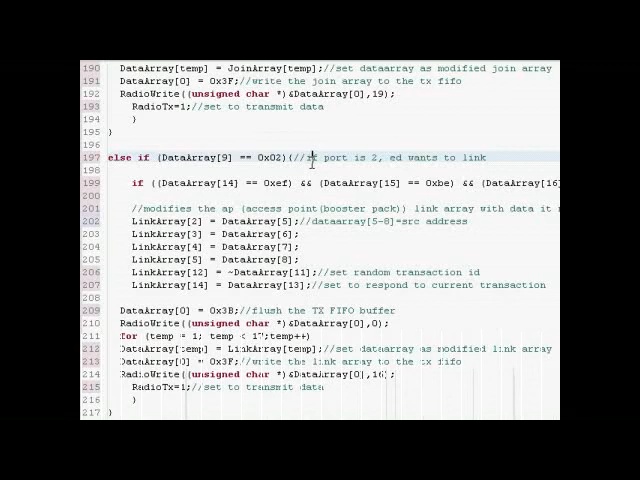 190 DataArray[temp] = JoinArray[temp];//set dataarray as modified join array
191 DataArray[0] = 0x3F;//write the join array to the tx fifo
192 RadioWrite((unsigned char *)&DataArray[0],19);
193 RadioTx=1;//set to transmit data
194 }
195 }
196
197 else if (DataArray[9] == 0x02){//if port is 2, ed wants to link
198
199 if ((DataArray[14] == 0xef) && (DataArray[15] == 0xbe) && (DataArray[16]
200
201 //modifies the ap (access point(booster pack)) link array with data it r
202 LinkArray[2] = DataArray[5];//dataarray[5-8]=src address
203 LinkArray[3] = DataArray[6];
204 LinkArray[4] = DataArray[7];
205 LinkArray[5] = DataArray[8];
206 LinkArray[12] = ~DataArray[11];//set random transaction id
207 LinkArray[14] = DataArray[13];//set to respond to current transaction
208
209 DataArray[0] = 0x3B;//flush the TX FIFO buffer
210 RadioWrite((unsigned char *)&DataArray[0],0);
211 for (temp = 1; temp < 17;temp++)
212 DataArray[temp] = LinkArray[temp];//set dataarray as modified link array
213 DataArray[0] = 0x3F;//write the link array to the tx fifo
214 RadioWrite((unsigned char *)&DataArray[0],16);
215 RadioTx=1;//set to transmit data
216 }
217 }